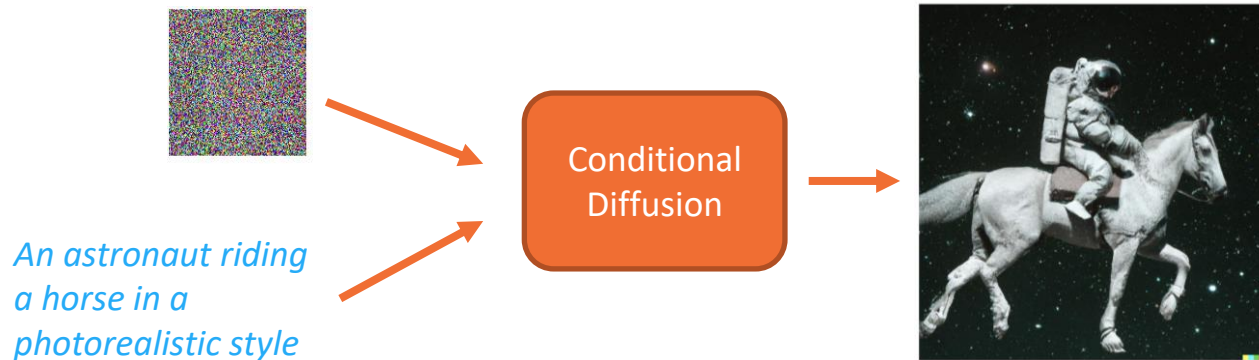 Conditional
Diffusion
An astronaut riding
a horse in a
photorealistic style